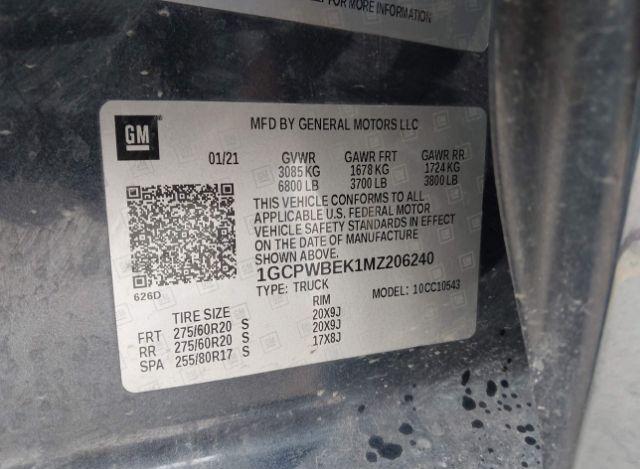 FOR MORE INFORMATION
GM
MFD BY GENERAL MOTORS LLC
01/21 GVWR GAWR FRT GAWR RR
3085 KG 1678 KG 1724 KG
6800 LB 3700 LB 3800 LB
THIS VEHICLE CONFORMS TO ALL
APPLICABLE U.S. FEDERAL MOTOR
VEHICLE SAFETY STANDARDS IN EFFECT
ON THE DATE OF MANUFACTURE
SHOWN ABOVE.
1GCPWBEK1MZ206240
626D TYPE: TRUCK MODEL: 10CC10543
TIRE SIZE RIM
FRT 275/60R20 S 20X9J
RR 275/60R20 S 20X9J
SPA 255/80R17 S 17X8J